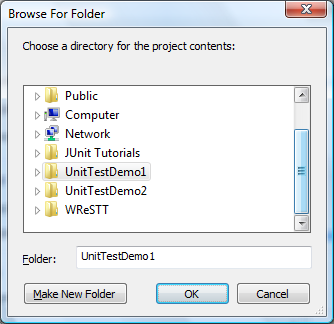 Browse For Folder
Choose a directory for the project contents:
Public
Computer
Network
JUnit Tutorials
UnitTestDemo1
UnitTestDemo2
WReSTT
Folder: UnitTestDemo1
Make New Folder OK Cancel